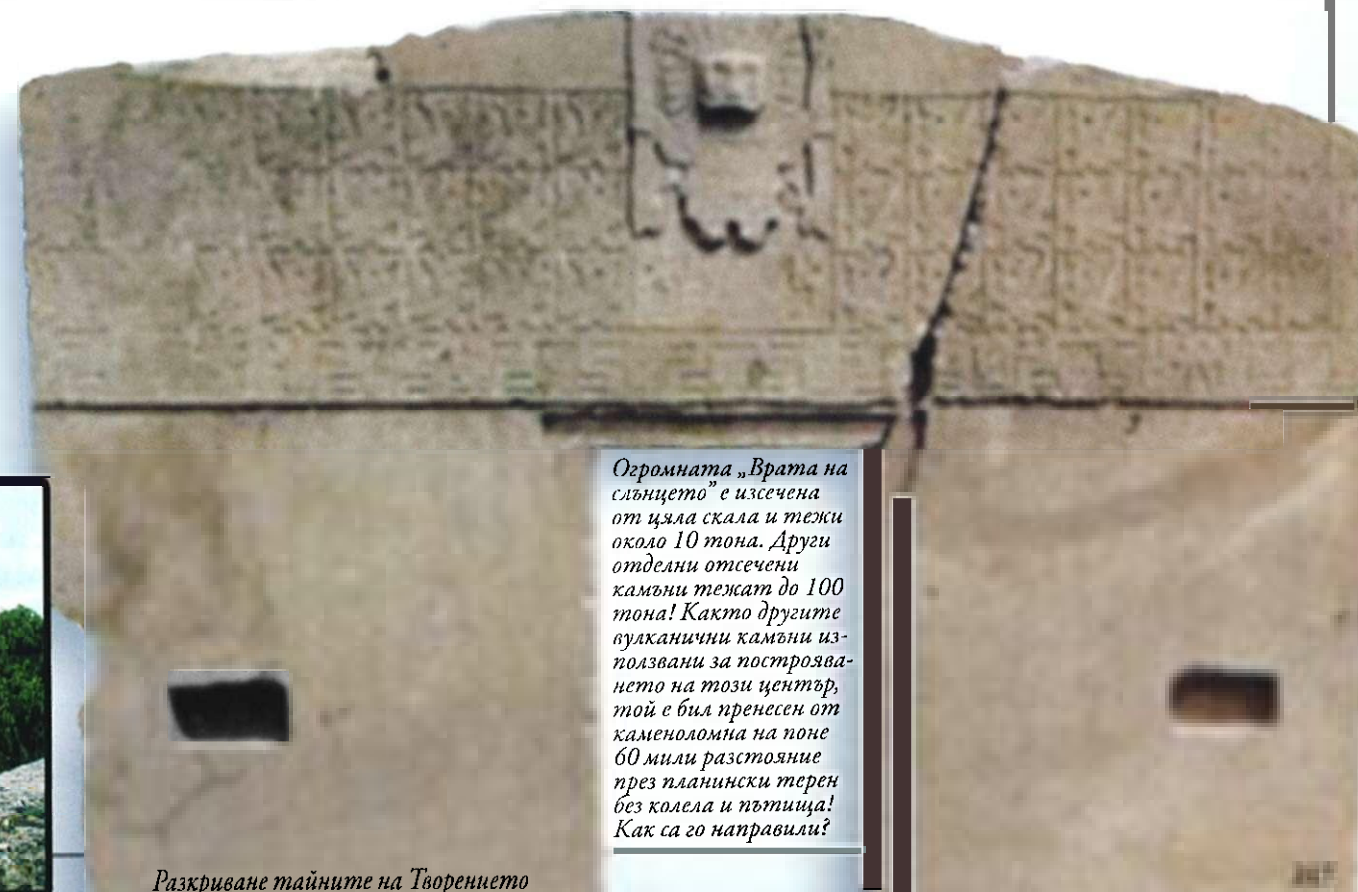 Огромната „Врата на
слънцето” е изсечена
от цяла скала и тежи
около 10 тона. Други
отделни отсечени
камъни тежат до 100
тона! Както другите
вулканични камъни из-
ползвани за построява-
нето на този център,
той е бил пренесен от
каменоломна на поне
60 мили разстояние
през планински терен
без колела и пътища!
Как са го направили?
Разкриване тайните на Творението